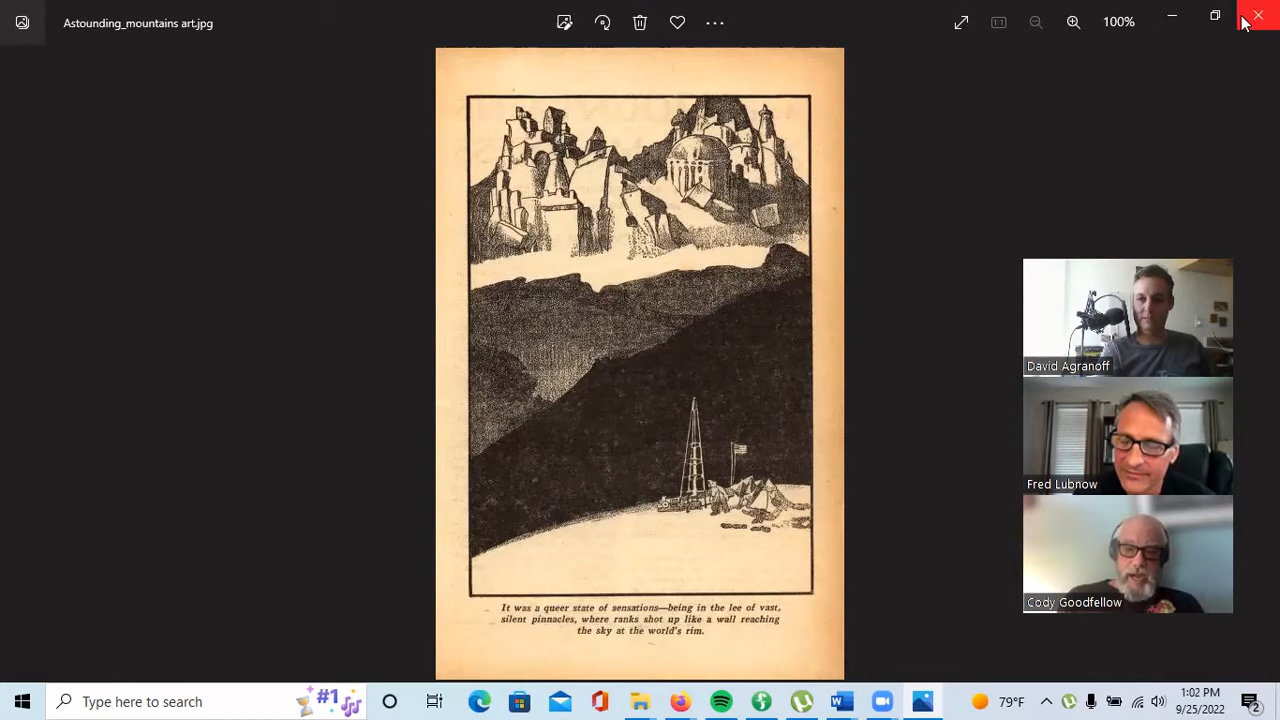 Astounding_mountains art.jpg
100%
David Agranoff
Fred Lubnow
Cody Goodfellow
It was a queer state of sensations—being in the lee of vast,
silent pinnacles, where ranks shot up like a wall reaching
the sky at the world's rim.
Type here to search
#1
79°F
1:02 PM
9/25/2022
2